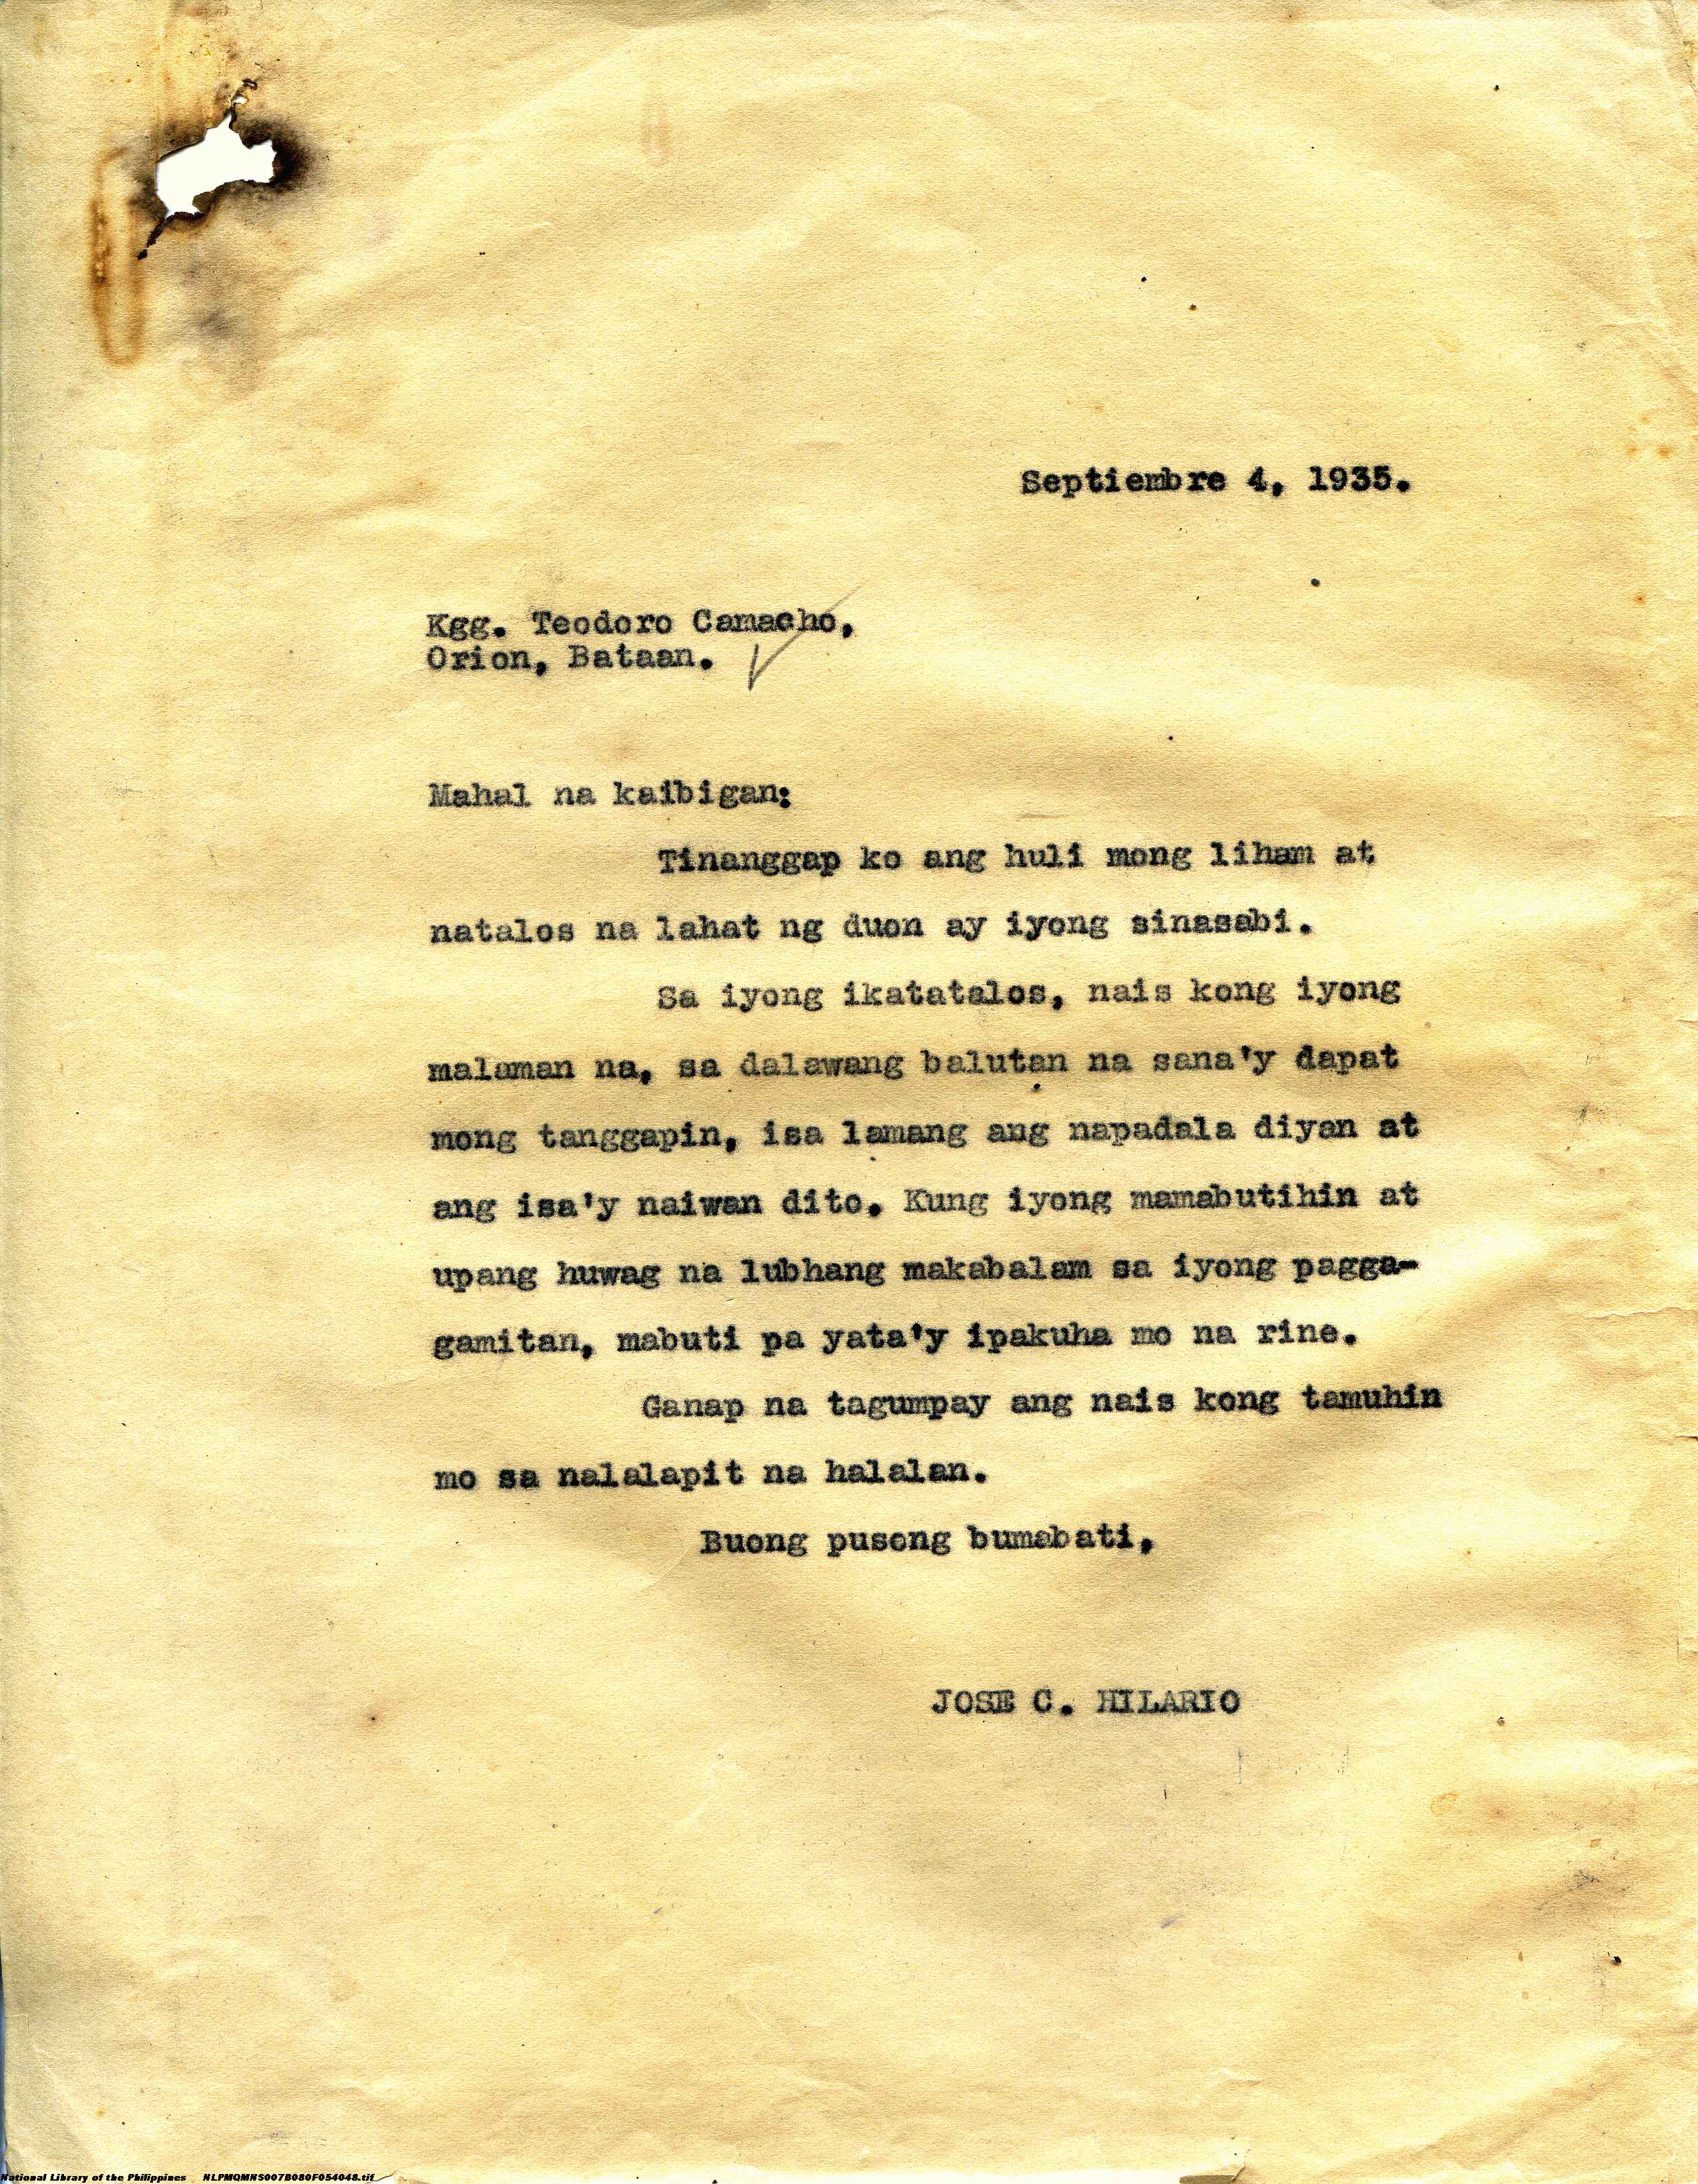 Septiembre 4, 1935.
Kgg. Teodoro Camacho,
Orion, Bataan.
Mahal na kaibigan:
Tinanggap ko ang huli mong liham at
natalos na lahat ng duon ay iyong sinasabi.
Sa iyong ikatatalos, nais kong iyong
malaman na, sa dalawang balutan na sana'y dapat
mong tanggapin, isa lamang ang napadala diyan at
ang isa'y naiwan dito. Kung iyong mamabutihin at
upang huwag na lubhang makabalam sa iyong pagga-
gamitan, mabuti pa yata'y ipakuha mo na rine.
Ganap na tagumpay ang nais kong tamuhin
mo sa nalalapit na halalan.
Buong pusong bumabati,
JOSE C. HILARIO
National Library of the Philippines NLPMQMNS007B080F054048.tif